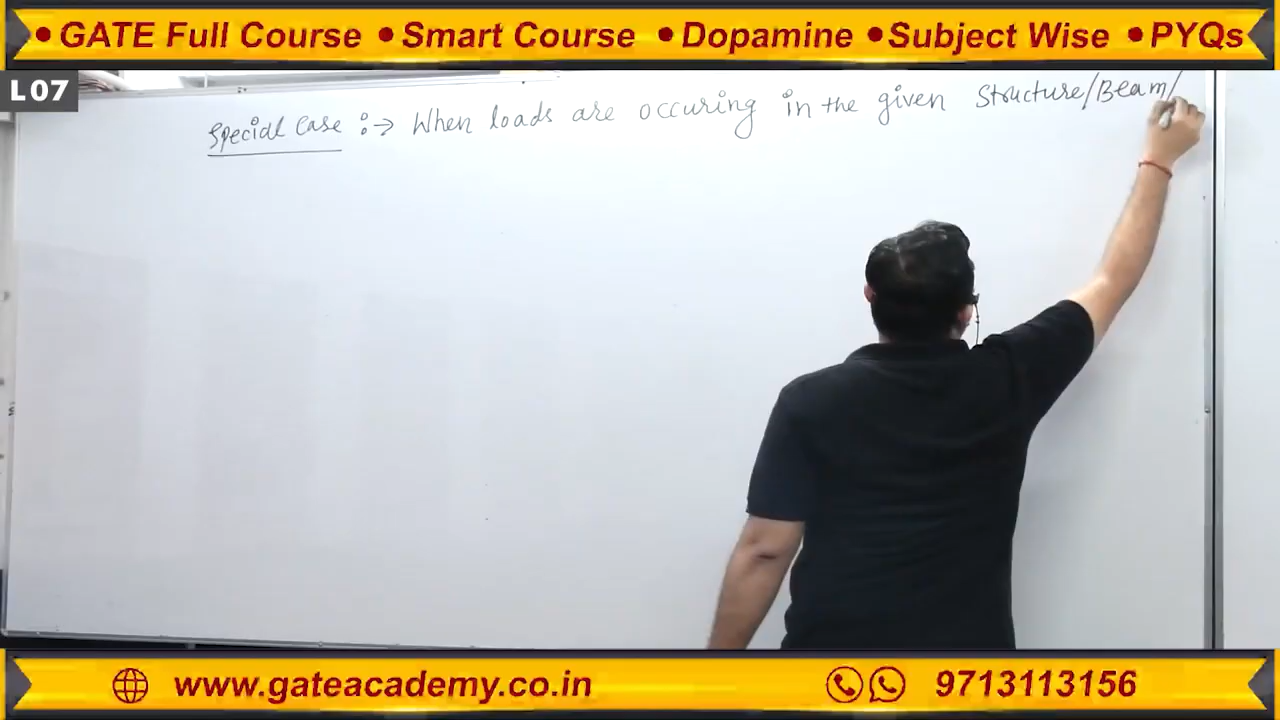 • GATE Full Course • Smart Course • Dopamine • Subject Wise • PYQs
L 07
Special Case :→ When loads are occuring in the given Structure/Beam/
www.gateacademy.co.in 9713113156